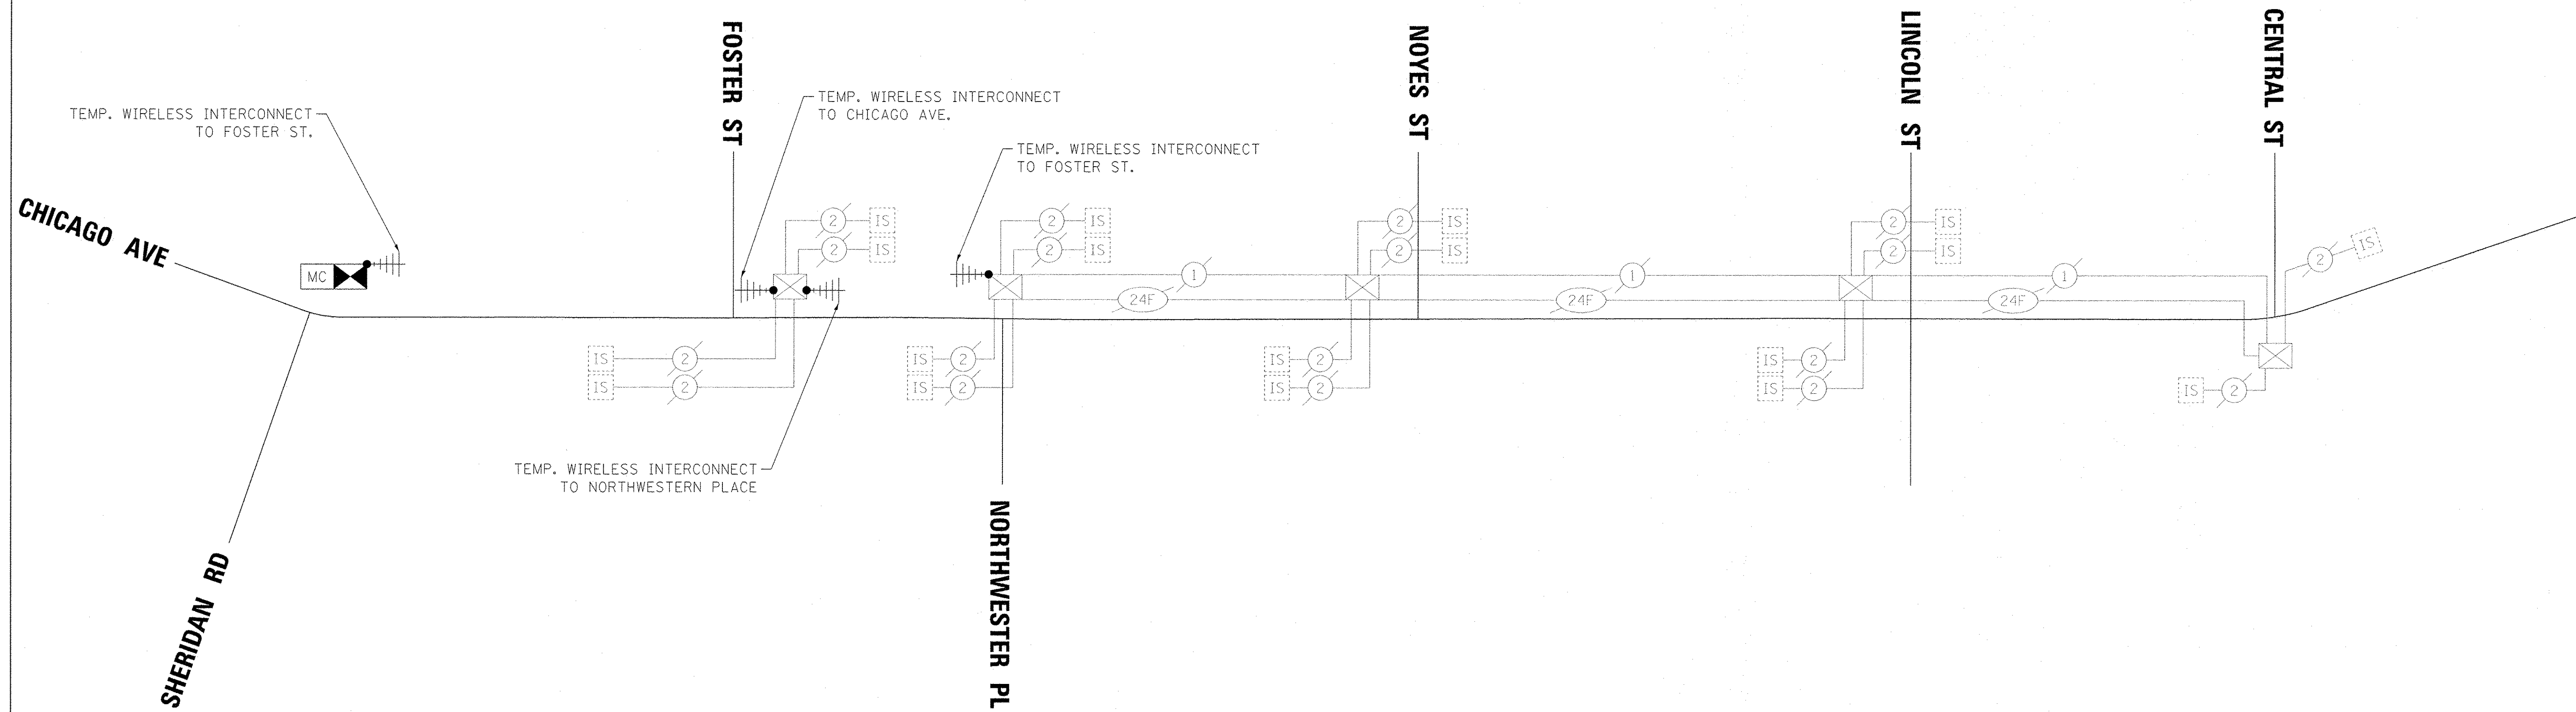 FOSTER ST
NOYES ST
LINCOLN ST
CENTRAL ST
TEMP. WIRELESS INTERCONNECT
TO FOSTER ST.
TEMP. WIRELESS INTERCONNECT
TO CHICAGO AVE.
TEMP. WIRELESS INTERCONNECT
TO FOSTER ST.
CHICAGO AVE
MC
2 IS
2 IS
2 IS
2 IS
2 IS
2 IS
2 IS
2 IS
2 IS
1
1
1
24F
24F
24F
IS 2
IS 2
IS 2
IS 2
IS 2
IS 2
IS 2
IS 2
IS 2
TEMP. WIRELESS INTERCONNECT
TO NORTHWESTERN PLACE
NORTHWESTER PL
SHERIDAN RD